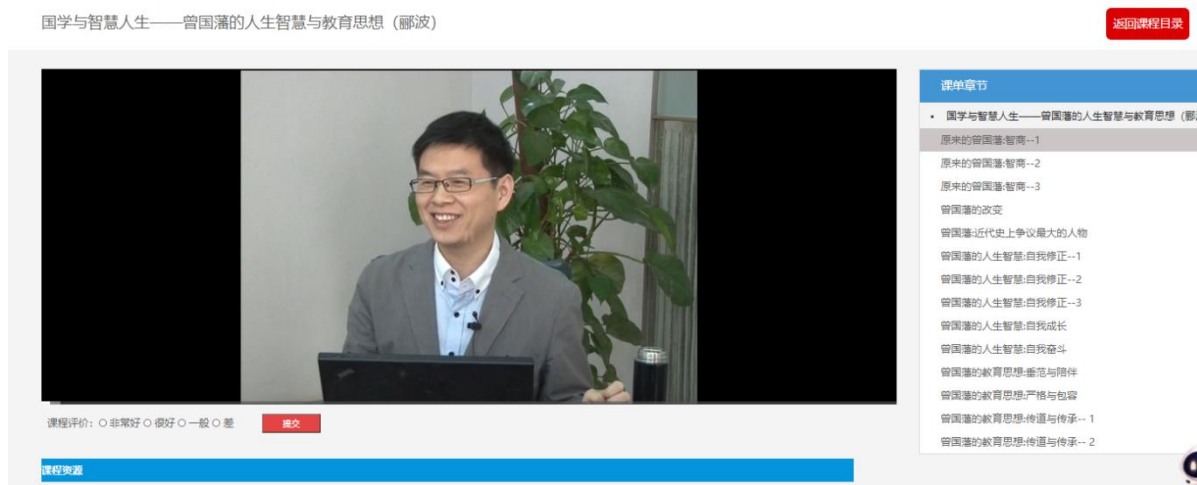 国学与智慧人生——曾国藩的人生智慧与教育思想（郦波）
返回课程目录
课单章节
• 国学与智慧人生——曾国藩的人生智慧与教育思想（郦
原来的曾国藩:智商--1
原来的曾国藩:智商--2
原来的曾国藩:智商--3
曾国藩的改变
曾国藩:近代史上争议最大的人物
曾国藩的人生智慧:自我修正--1
曾国藩的人生智慧:自我修正--2
曾国藩的人生智慧:自我修正--3
曾国藩的人生智慧:自我成长
曾国藩的人生智慧:自我奋斗
曾国藩的教育思想:垂范与陪伴
曾国藩的教育思想:严格与包容
曾国藩的教育思想:传道与传承-- 1
曾国藩的教育思想:传道与传承-- 2
课程评价：○ 非常好 ○ 很好 ○ 一般 ○ 差 提交
课程资源